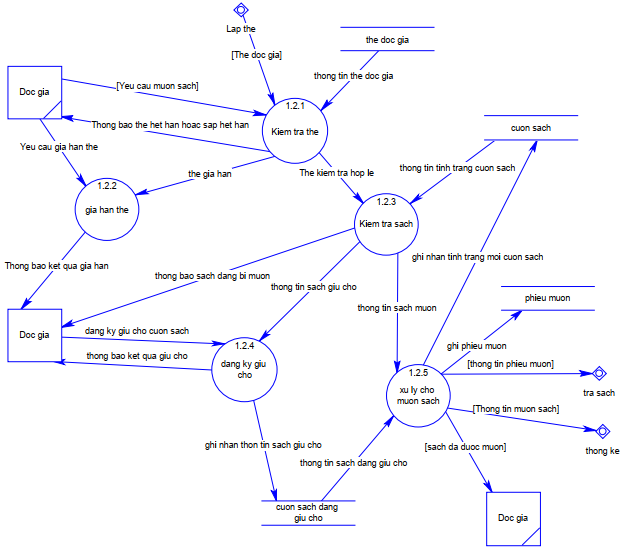 Lap the
the doc gia
[The doc gia]
thong tin the doc gia
Doc gia
[Yeu cau muon sach]
1.2.1
Kiem tra the
Thong bao the het han hoac sap het han
cuon sach
Yeu cau gia han the
the gia han
The kiem tra hop le
thong tin tinh trang cuon sach
1.2.2
gia han the
1.2.3
Kiem tra sach
ghi nhan tinh trang moi cuon sach
Thong bao ket qua gia han
thong bao sach dang bi muon
thong tin sach giu cho
thong tin sach muon
phieu muon
Doc gia
dang ky giu cho cuon sach
thong bao ket qua giu cho
1.2.4
dang ky giu
cho
ghi phieu muon
[thong tin phieu muon]
1.2.5
xu ly cho
muon sach
tra sach
[Thong tin muon sach]
thong ke
ghi nhan thon tin sach giu cho
[sach da duoc muon]
thong tin sach dang giu cho
cuon sach dang
giu cho
Doc gia